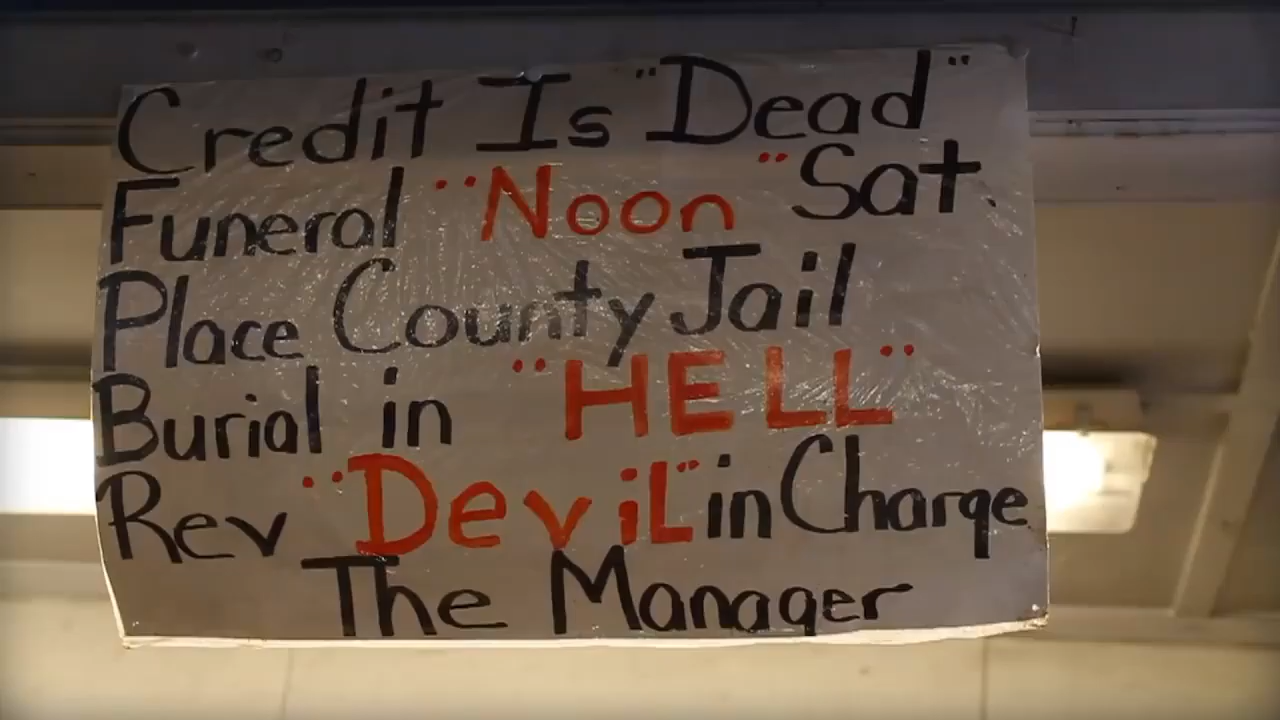 Credit Is "Dead"
Funeral "Noon" Sat.
Place County Jail
Burial in "HELL"
Rev "DeviL" in Charge
The Manager